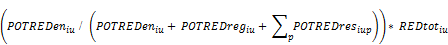 (POTREDen_iu / (POTREDen_iu + POTREDreg_iu + ∑_p POTREDres_iup)) * REDtot_iu